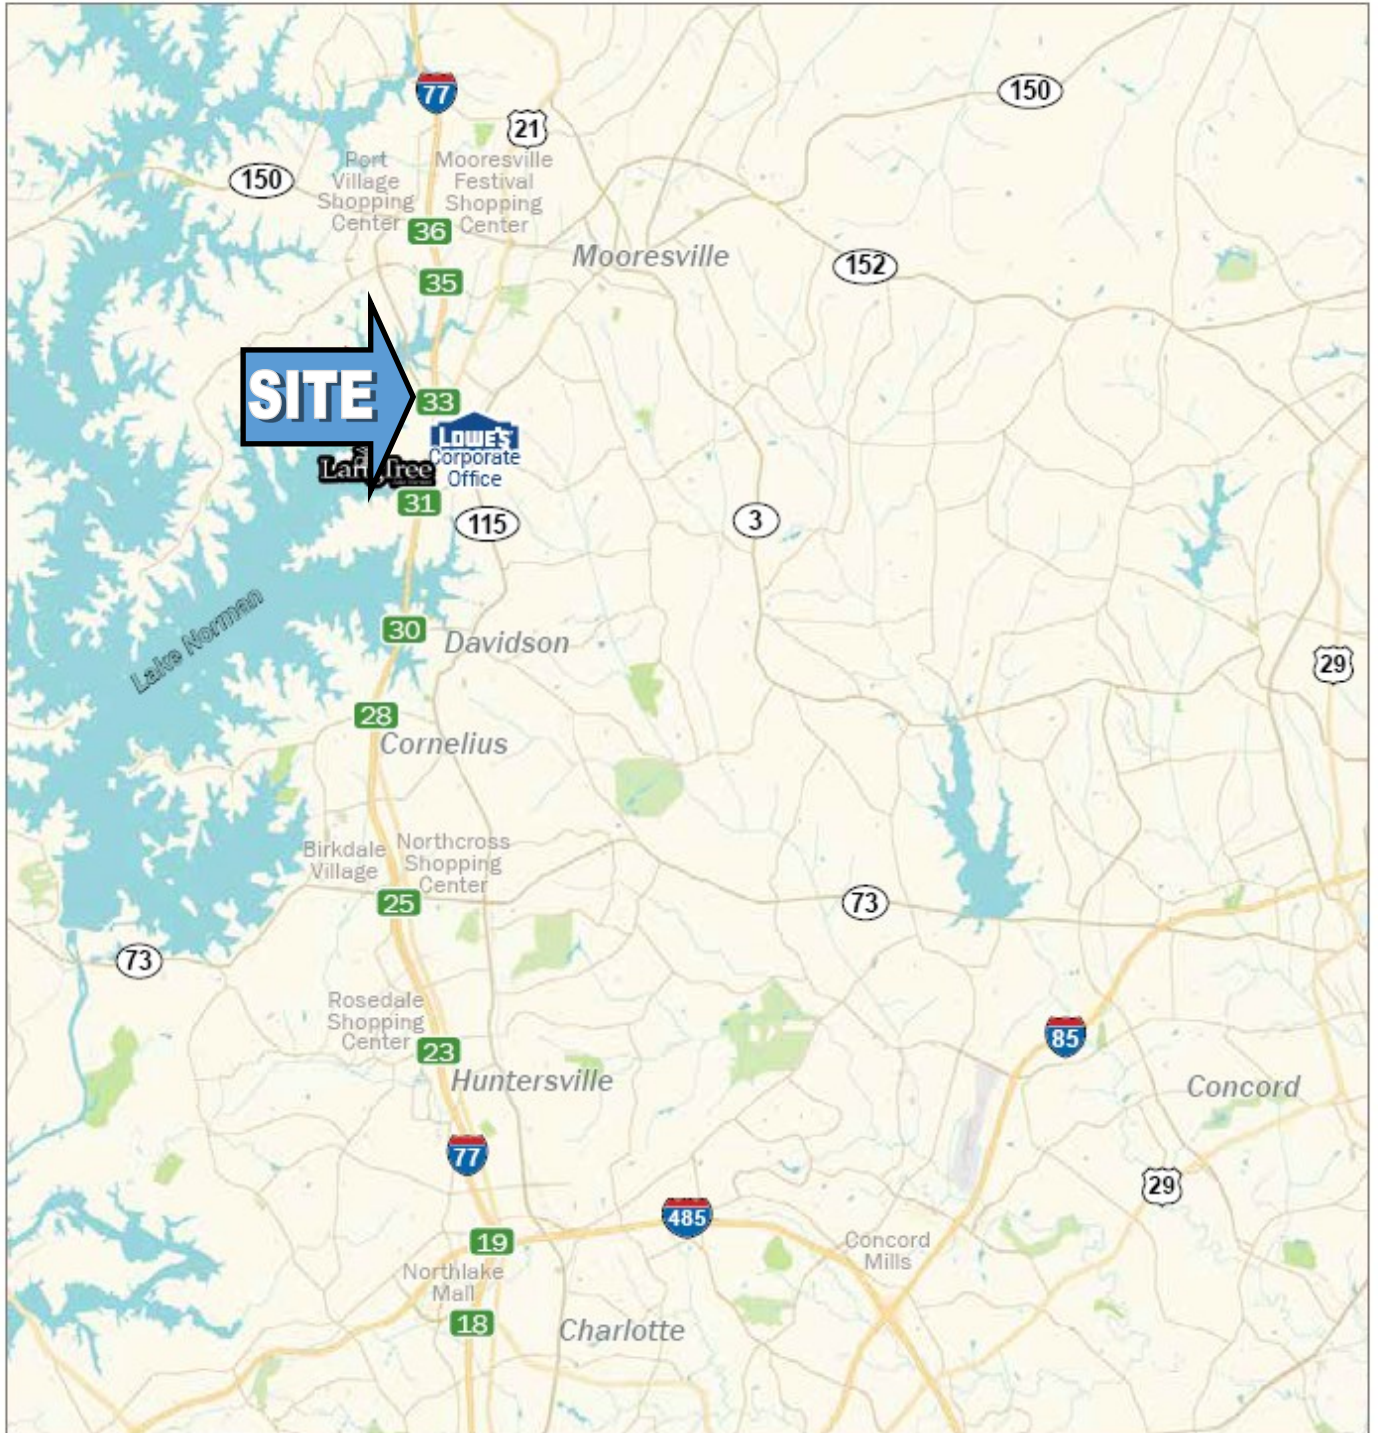 77
21
150
150
Port
Village
Shopping
Center
Mooresville
Festival
Shopping
Center
36
Mooresville
152
35
SITE
33
LOWE'S
Corporate
Office
31
115
3
Lake Norman
30
Davidson
29
28
Cornelius
Birkdale
Village
Northcross
Shopping
Center
25
73
73
Rosedale
Shopping
Center
23
85
Huntersville
Concord
77
29
485
19
Concord
Mills
Northlake
Mall
18
Charlotte